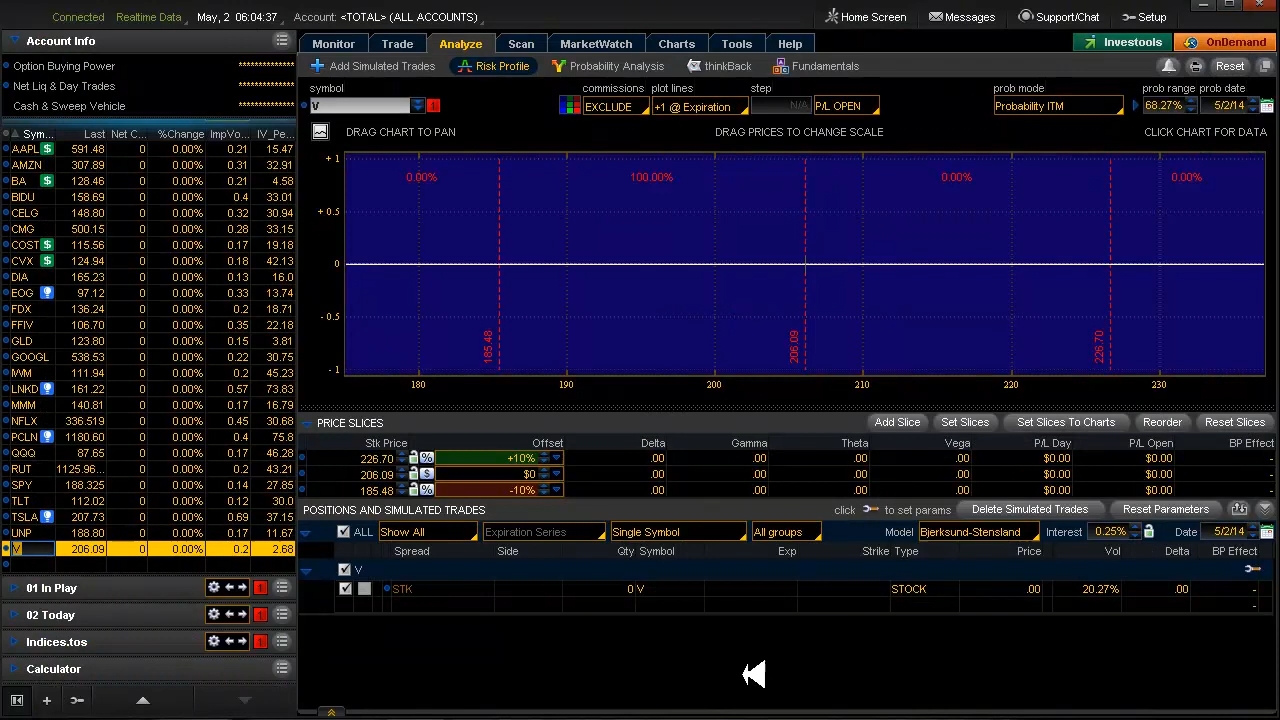 Connected Realtime Data May, 2 06:04:37 Account: <TOTAL> (ALL ACCOUNTS) Home Screen Messages Support/Chat Setup
Account Info
Option Buying Power **************
Net Liq & Day Trades **************
Cash & Sweep Vehicle **************
Sym... Last Net C... %Change ImpVo... IV_Pe...
AAPL $ 591.48 0 0.00% 0.21 15.47
AMZN 307.89 0 0.00% 0.31 32.91
BA $ 128.46 0 0.00% 0.21 4.58
BIDU 158.69 0 0.00% 0.4 33.01
CELG 148.80 0 0.00% 0.32 30.94
CMG 500.15 0 0.00% 0.28 33.15
COST $ 115.56 0 0.00% 0.17 19.18
CVX $ 124.94 0 0.00% 0.18 42.13
DIA 165.23 0 0.00% 0.13 16.0
EOG 97.12 0 0.00% 0.33 13.74
FDX 136.24 0 0.00% 0.2 18.71
FFIV 106.70 0 0.00% 0.35 22.18
GLD 123.80 0 0.00% 0.15 3.81
GOOGL 538.53 0 0.00% 0.22 30.75
IWM 111.94 0 0.00% 0.2 45.23
LNKD 161.22 0 0.00% 0.57 73.83
MMM 140.81 0 0.00% 0.17 16.79
NFLX 336.519 0 0.00% 0.45 30.68
PCLN 1180.60 0 0.00% 0.4 75.8
QQQ 87.65 0 0.00% 0.17 46.28
RUT 1125.96... 0 0.00% 0.2 43.21
SPY 188.325 0 0.00% 0.14 27.85
TLT 112.02 0 0.00% 0.12 30.0
TSLA 207.73 0 0.00% 0.69 37.15
UNP 188.80 0 0.00% 0.17 11.67
V 206.09 0 0.00% 0.2 2.68
01 In Play 1
02 Today 1
Indices.tos 1
Calculator
Monitor Trade Analyze Scan MarketWatch Charts Tools Help Investools OnDemand
Add Simulated Trades Risk Profile Probability Analysis thinkBack Fundamentals Reset
symbol commissions plot lines step prob mode prob range prob date
V 1 EXCLUDE +1 @ Expiration N/A P/L OPEN Probability ITM 68.27% 5/2/14
DRAG CHART TO PAN DRAG PRICES TO CHANGE SCALE CLICK CHART FOR DATA
+ 1
0.00% 100.00% 0.00% 0.00%
+ 0.5
0
- 0.5
185.48 206.09 226.70
- 1
180 190 200 210 220 230
PRICE SLICES Add Slice Set Slices Set Slices To Charts Reorder Reset Slices
Stk Price Offset Delta Gamma Theta Vega P/L Day P/L Open BP Effect
226.70 % +10% .00 .00 .00 .00 $0.00 $0.00 -
206.09 $ $0 .00 .00 .00 .00 $0.00 $0.00 -
185.48 % -10% .00 .00 .00 .00 $0.00 $0.00 -
POSITIONS AND SIMULATED TRADES click to set params Delete Simulated Trades Reset Parameters
ALL Show All Expiration Series Single Symbol All groups Model Bjerksund-Stensland Interest 0.25% Date 5/2/14
Spread Side Qty Symbol Exp Strike Type Price Vol Delta BP Effect
V
STK 0 V STOCK .00 20.27% .00 -
-